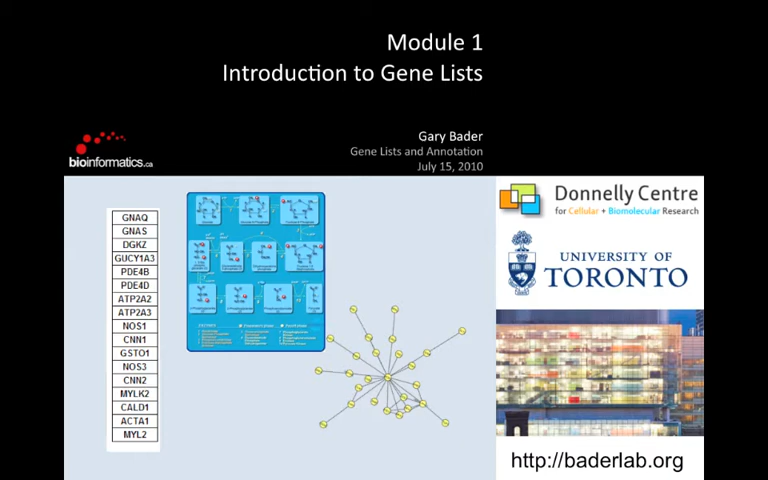 Module 1
Introduction to Gene Lists
Gary Bader
Gene Lists and Annotation
July 15, 2010
bioinformatics.ca
GNAQ
GNAS
DGKZ
GUCY1A3
PDE4B
PDE4D
ATP2A2
ATP2A3
NOS1
CNN1
GSTO1
NOS3
CNN2
MYLK2
CALD1
ACTA1
MYL2
Donnelly Centre
for Cellular + Biomolecular Research
UNIVERSITY OF
TORONTO
http://baderlab.org